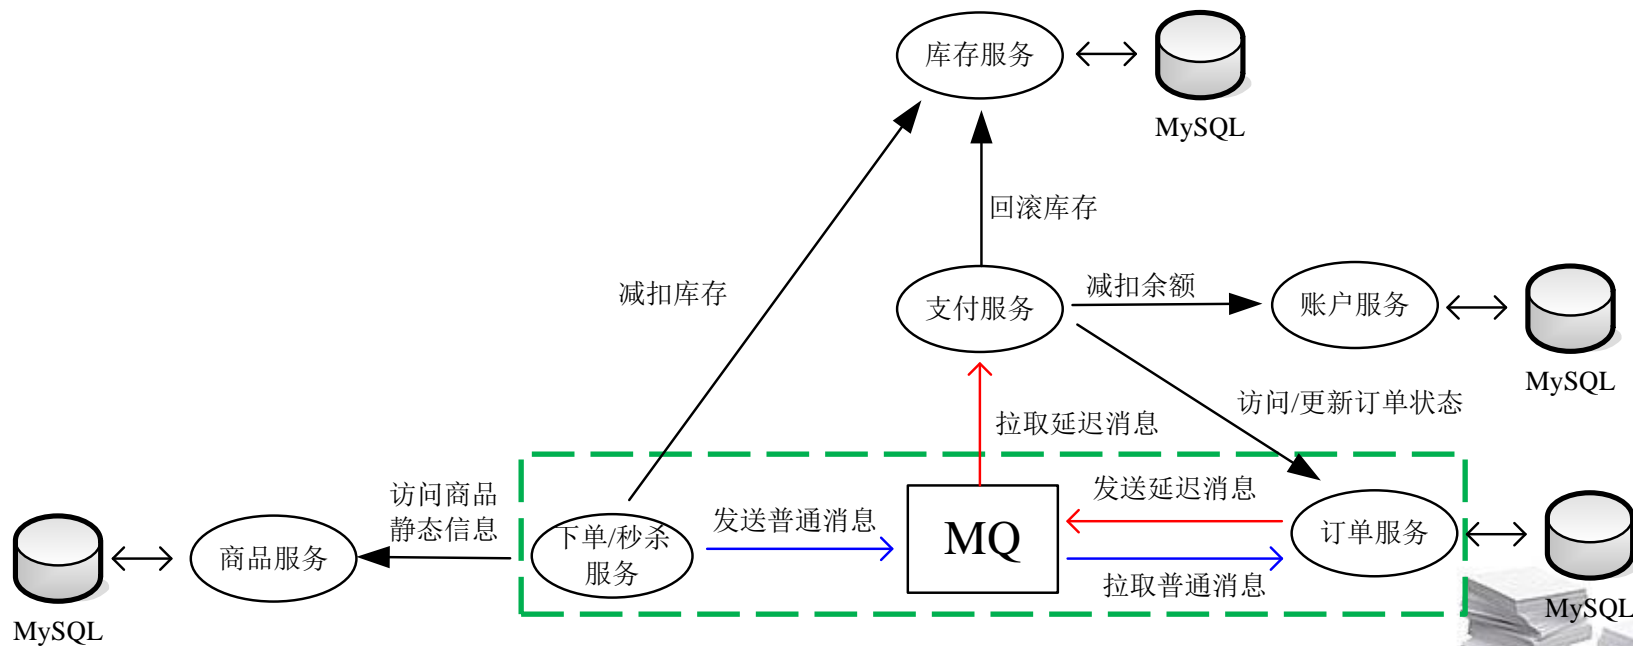 库存服务
MySQL
回滚库存
减扣库存
支付服务
减扣余额
账户服务
MySQL
访问/更新订单状态
拉取延迟消息
访问商品
静态信息
发送普通消息
MQ
发送延迟消息
订单服务
商品服务
下单/秒杀
服务
拉取普通消息
MySQL
MySQL